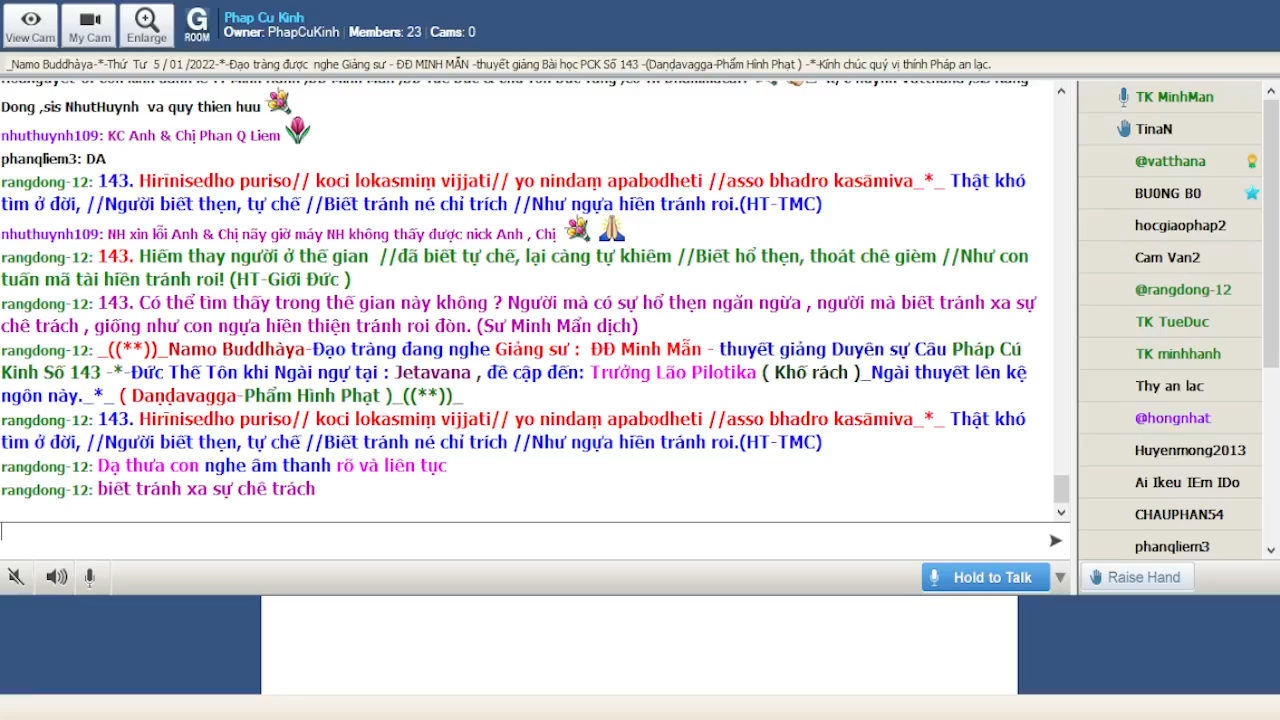 View Cam
My Cam
Enlarge
G
ROOM
Phap Cu Kinh
Owner: PhapCuKinh | Members: 23 | Cams: 0
_Namo Buddhàya-*-Thứ Tư 5 / 01 /2022-*-Đạo tràng được nghe Giảng sư - ĐĐ MINH MẪN -thuyết giảng Bài học PCK Số 143 -(Daṇḍavagga-Phẩm Hình Phạt ) -*-Kính chúc quý vị thính Pháp an lạc.
Dong ,sis NhutHuynh va quy thien huu
nhuthuynh109: KC Anh & Chị Phan Q Liem
phanqliem3: DA
rangdong-12: 143. Hirīnisedho puriso// koci lokasmiṃ vijjati// yo nindaṃ apabodheti //asso bhadro kasāmiva_*_ Thật khó
tìm ở đời, //Người biết thẹn, tự chế //Biết tránh né chỉ trích //Như ngựa hiền tránh roi.(HT-TMC)
nhuthuynh109: NH xin lỗi Anh & Chị nãy giờ máy NH không thấy được nick Anh , Chị
rangdong-12: 143. Hiếm thay người ở thế gian //đã biết tự chế, lại càng tự khiêm //Biết hổ thẹn, thoát chê gièm //Như con
tuấn mã tài hiền tránh roi! (HT-Giới Đức )
rangdong-12: 143. Có thể tìm thấy trong thế gian này không ? Người mà có sự hổ thẹn ngăn ngừa , người mà biết tránh xa sự
chê trách , giống như con ngựa hiền thiện tránh roi đòn. (Sư Minh Mẩn dịch)
rangdong-12: _((**))_Namo Buddhàya-Đạo tràng đang nghe Giảng sư : ĐĐ Minh Mẫn - thuyết giảng Duyên sự Câu Pháp Cú
Kinh Số 143 -*-Đức Thế Tôn khi Ngài ngự tại : Jetavana , đề cập đến: Trưởng Lão Pilotika ( Khố rách )_Ngài thuyết lên kệ
ngôn này._*_ ( Daṇḍavagga-Phẩm Hình Phạt )_((**))_
rangdong-12: 143. Hirīnisedho puriso// koci lokasmiṃ vijjati// yo nindaṃ apabodheti //asso bhadro kasāmiva_*_ Thật khó
tìm ở đời, //Người biết thẹn, tự chế //Biết tránh né chỉ trích //Như ngựa hiền tránh roi.(HT-TMC)
rangdong-12: Dạ thưa con nghe âm thanh rõ và liên tục
rangdong-12: biết tránh xa sự chê trách
Hold to Talk
TK MinhMan
TinaN
@vatthana
BU0NG B0
hocgiaophap2
Cam Van2
@rangdong-12
TK TueDuc
TK minhhanh
Thy an lac
@hongnhat
Huyenmong2013
Ai Ikeu IEm IDo
CHAUPHAN54
phanqliem3
Raise Hand